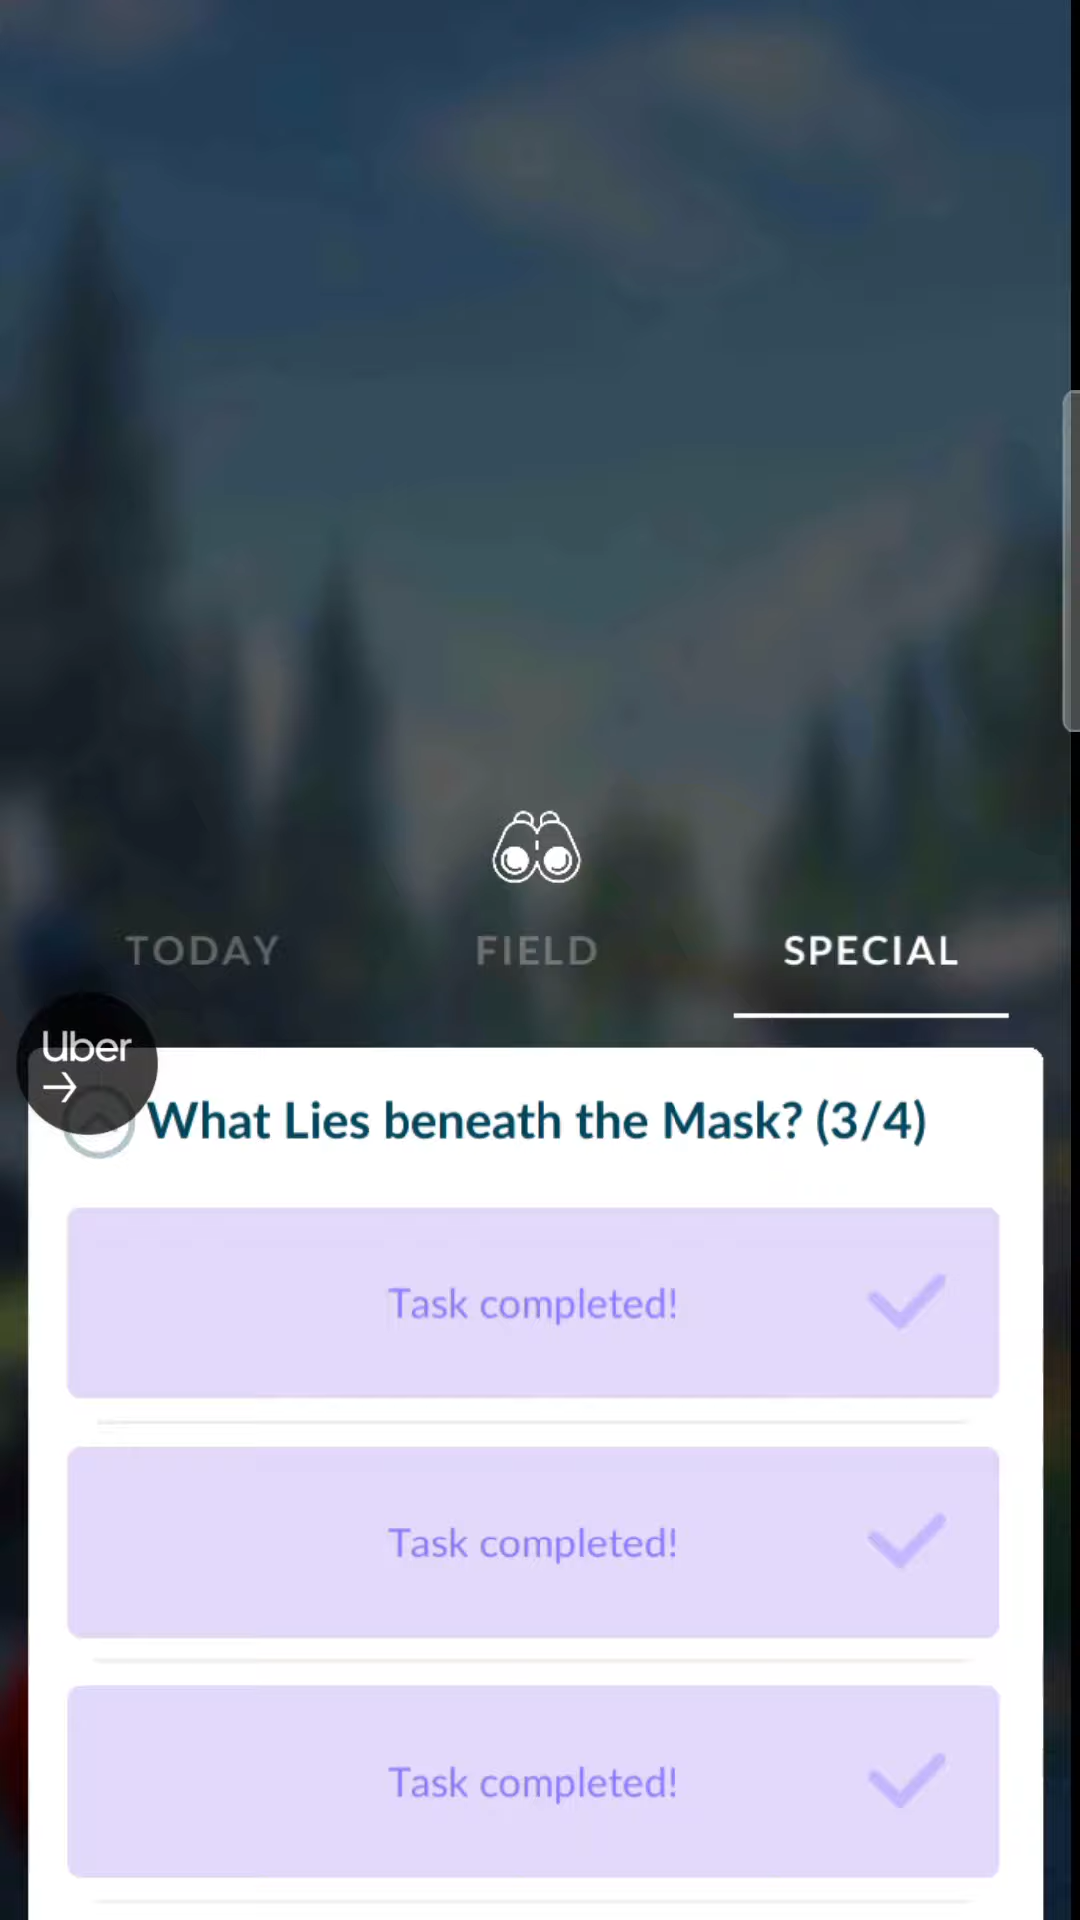 TODAY
FIELD
SPECIAL
Uber
What Lies beneath the Mask? (3/4)
Task completed!
Task completed!
Task completed!